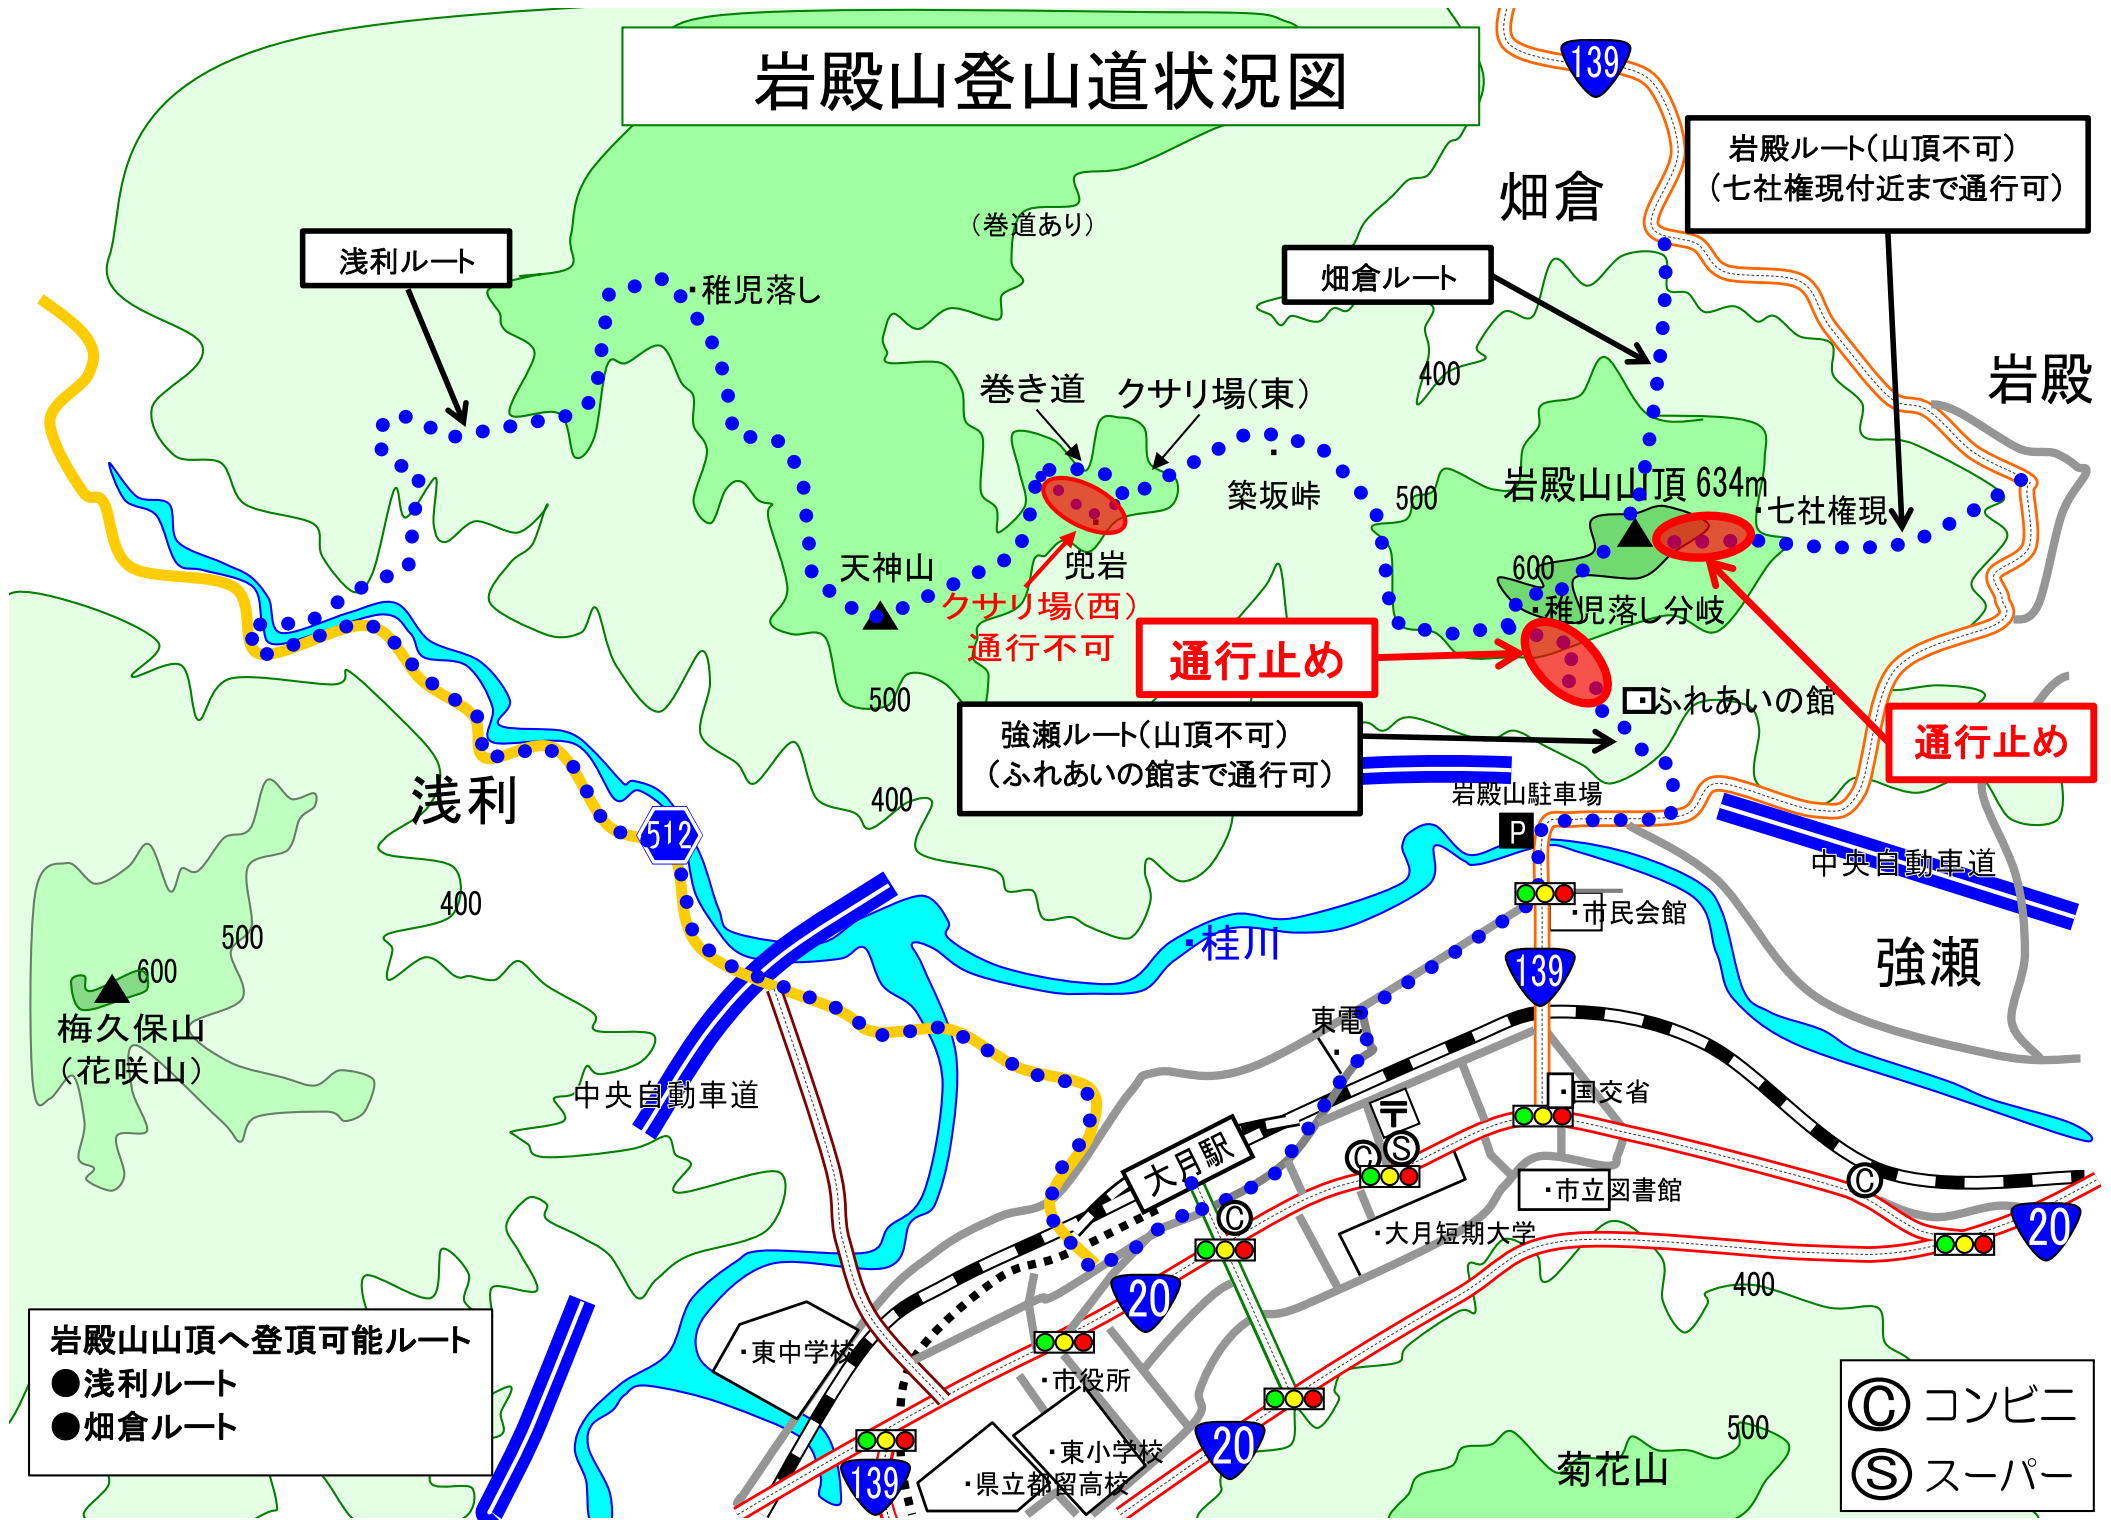 岩殿山登山道状況図
139
岩殿ルート(山頂不可)
(七社権現付近まで通行可)
畑倉
(巻道あり)
浅利ルート
畑倉ルート
・稚児落し
岩殿
400
巻き道
クサリ場(東)
築坂峠
500
岩殿山山頂 634m
・七社権現
天神山
兜岩
600
クサリ場(西)
通行不可
・稚児落し分岐
通行止め
500
・ふれあいの館
強瀬ルート(山頂不可)
(ふれあいの館まで通行可)
通行止め
浅利
400
岩殿山駐車場
P
512
中央自動車道
400
・市民会館
500
・桂川
強瀬
600
139
梅久保山
(花咲山)
東電
中央自動車道
・国交省
〒
C
S
大月駅
C
・市立図書館
C
・大月短期大学
20
400
20
岩殿山山頂へ登頂可能ルート
●浅利ルート
●畑倉ルート
・東中学校
・市役所
C コンビニ
500
20
・東小学校
菊花山
S スーパー
139
・県立都留高校